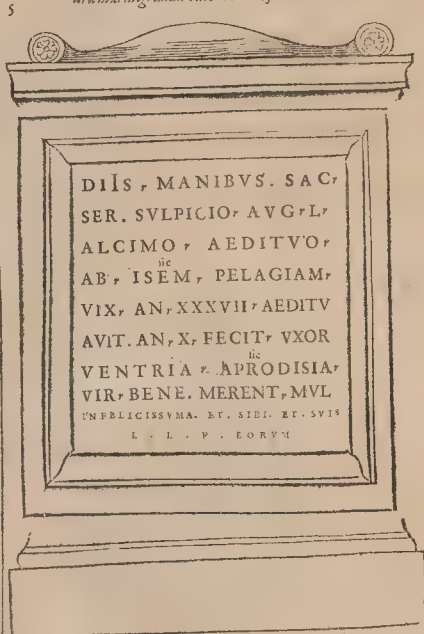 5
DIIS, MANIBVS. SAC,
SER. SVLPICIO, AVG, L,
ALCIMO, AEDITVO,
sic
AB, ISEM, PELAGIAM,
VIX, AN, XXXVII, AEDITV
AVIT. AN, X, FECIT, VXOR
sic
VENTRIA, APRODISIA,
VIR, BENE. MERENT, MVL
INFELICISSVMA. ET. SIBI. ET. SVIS
L. L. P. EORVM